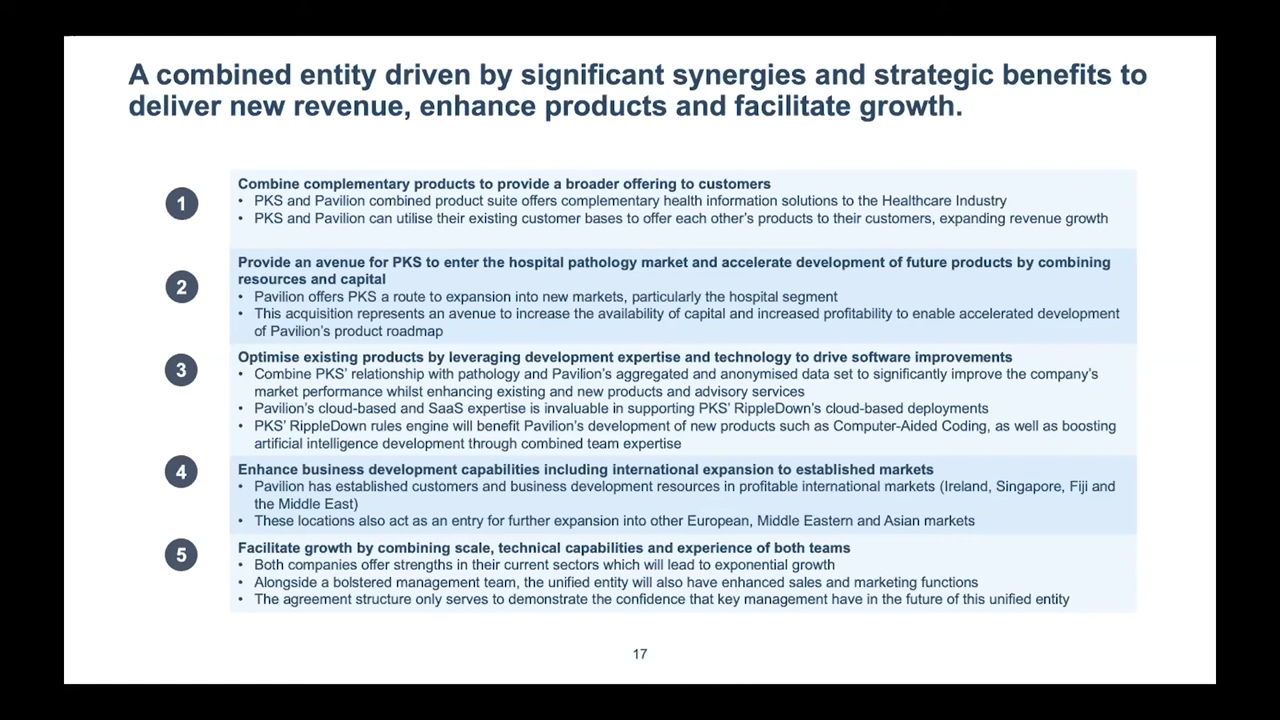 A combined entity driven by significant synergies and strategic benefits to
deliver new revenue, enhance products and facilitate growth.
1
Combine complementary products to provide a broader offering to customers
• PKS and Pavilion combined product suite offers complementary health information solutions to the Healthcare Industry
• PKS and Pavilion can utilise their existing customer bases to offer each other's products to their customers, expanding revenue growth
2
Provide an avenue for PKS to enter the hospital pathology market and accelerate development of future products by combining
resources and capital
• Pavilion offers PKS a route to expansion into new markets, particularly the hospital segment
• This acquisition represents an avenue to increase the availability of capital and increased profitability to enable accelerated development
of Pavilion's product roadmap
3
Optimise existing products by leveraging development expertise and technology to drive software improvements
• Combine PKS' relationship with pathology and Pavilion's aggregated and anonymised data set to significantly improve the company's
market performance whilst enhancing existing and new products and advisory services
• Pavilion's cloud-based and SaaS expertise is invaluable in supporting PKS' RippleDown's cloud-based deployments
• PKS' RippleDown rules engine will benefit Pavilion's development of new products such as Computer-Aided Coding, as well as boosting
artificial intelligence development through combined team expertise
4
Enhance business development capabilities including international expansion to established markets
• Pavilion has established customers and business development resources in profitable international markets (Ireland, Singapore, Fiji and
the Middle East)
• These locations also act as an entry for further expansion into other European, Middle Eastern and Asian markets
5
Facilitate growth by combining scale, technical capabilities and experience of both teams
• Both companies offer strengths in their current sectors which will lead to exponential growth
• Alongside a bolstered management team, the unified entity will also have enhanced sales and marketing functions
• The agreement structure only serves to demonstrate the confidence that key management have in the future of this unified entity
17